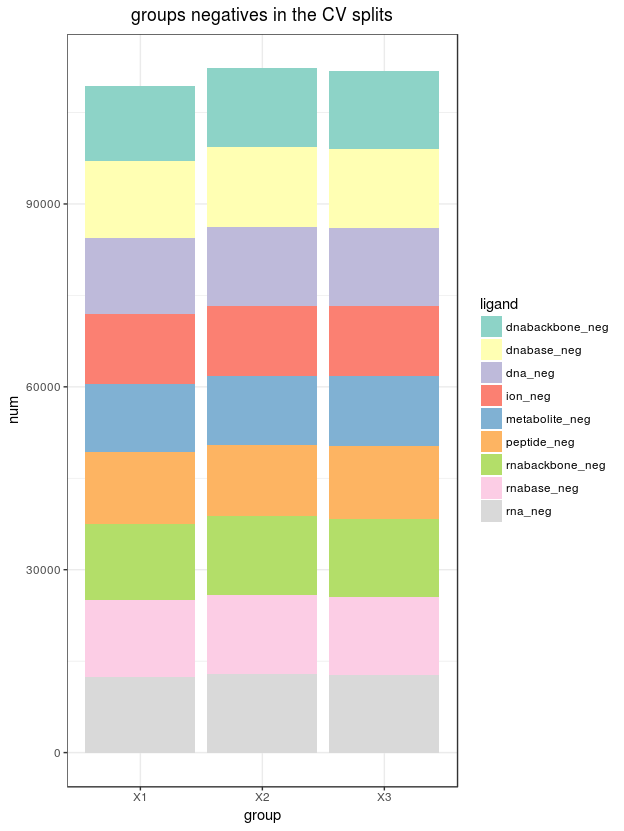 groups negatives in the CV splits
90000
60000
30000
0
num
X1
X2
X3
group
ligand
dnabackbone_neg
dnabase_neg
dna_neg
ion_neg
metabolite_neg
peptide_neg
rnabackbone_neg
rnabase_neg
rna_neg